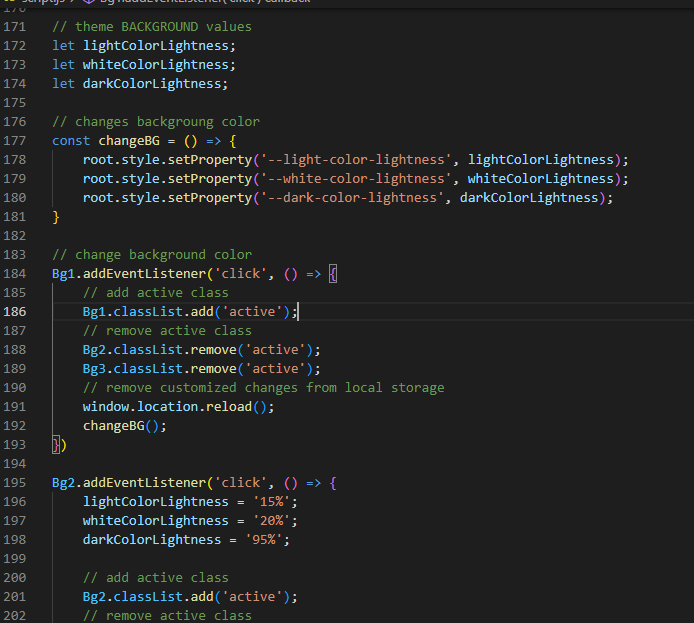 171 // theme BACKGROUND values
172 let lightColorLightness;
173 let whiteColorLightness;
174 let darkColorLightness;
175
176 // changes backgroung color
177 const changeBG = () => {
178 root.style.setProperty('--light-color-lightness', lightColorLightness);
179 root.style.setProperty('--white-color-lightness', whiteColorLightness);
180 root.style.setProperty('--dark-color-lightness', darkColorLightness);
181 }
182
183 // change background color
184 Bg1.addEventListener('click', () => {
185 // add active class
186 Bg1.classList.add('active');
187 // remove active class
188 Bg2.classList.remove('active');
189 Bg3.classList.remove('active');
190 // remove customized changes from local storage
191 window.location.reload();
192 changeBG();
193 })
194
195 Bg2.addEventListener('click', () => {
196 lightColorLightness = '15%';
197 whiteColorLightness = '20%';
198 darkColorLightness = '95%';
199
200 // add active class
201 Bg2.classList.add('active');
202 // remove active class